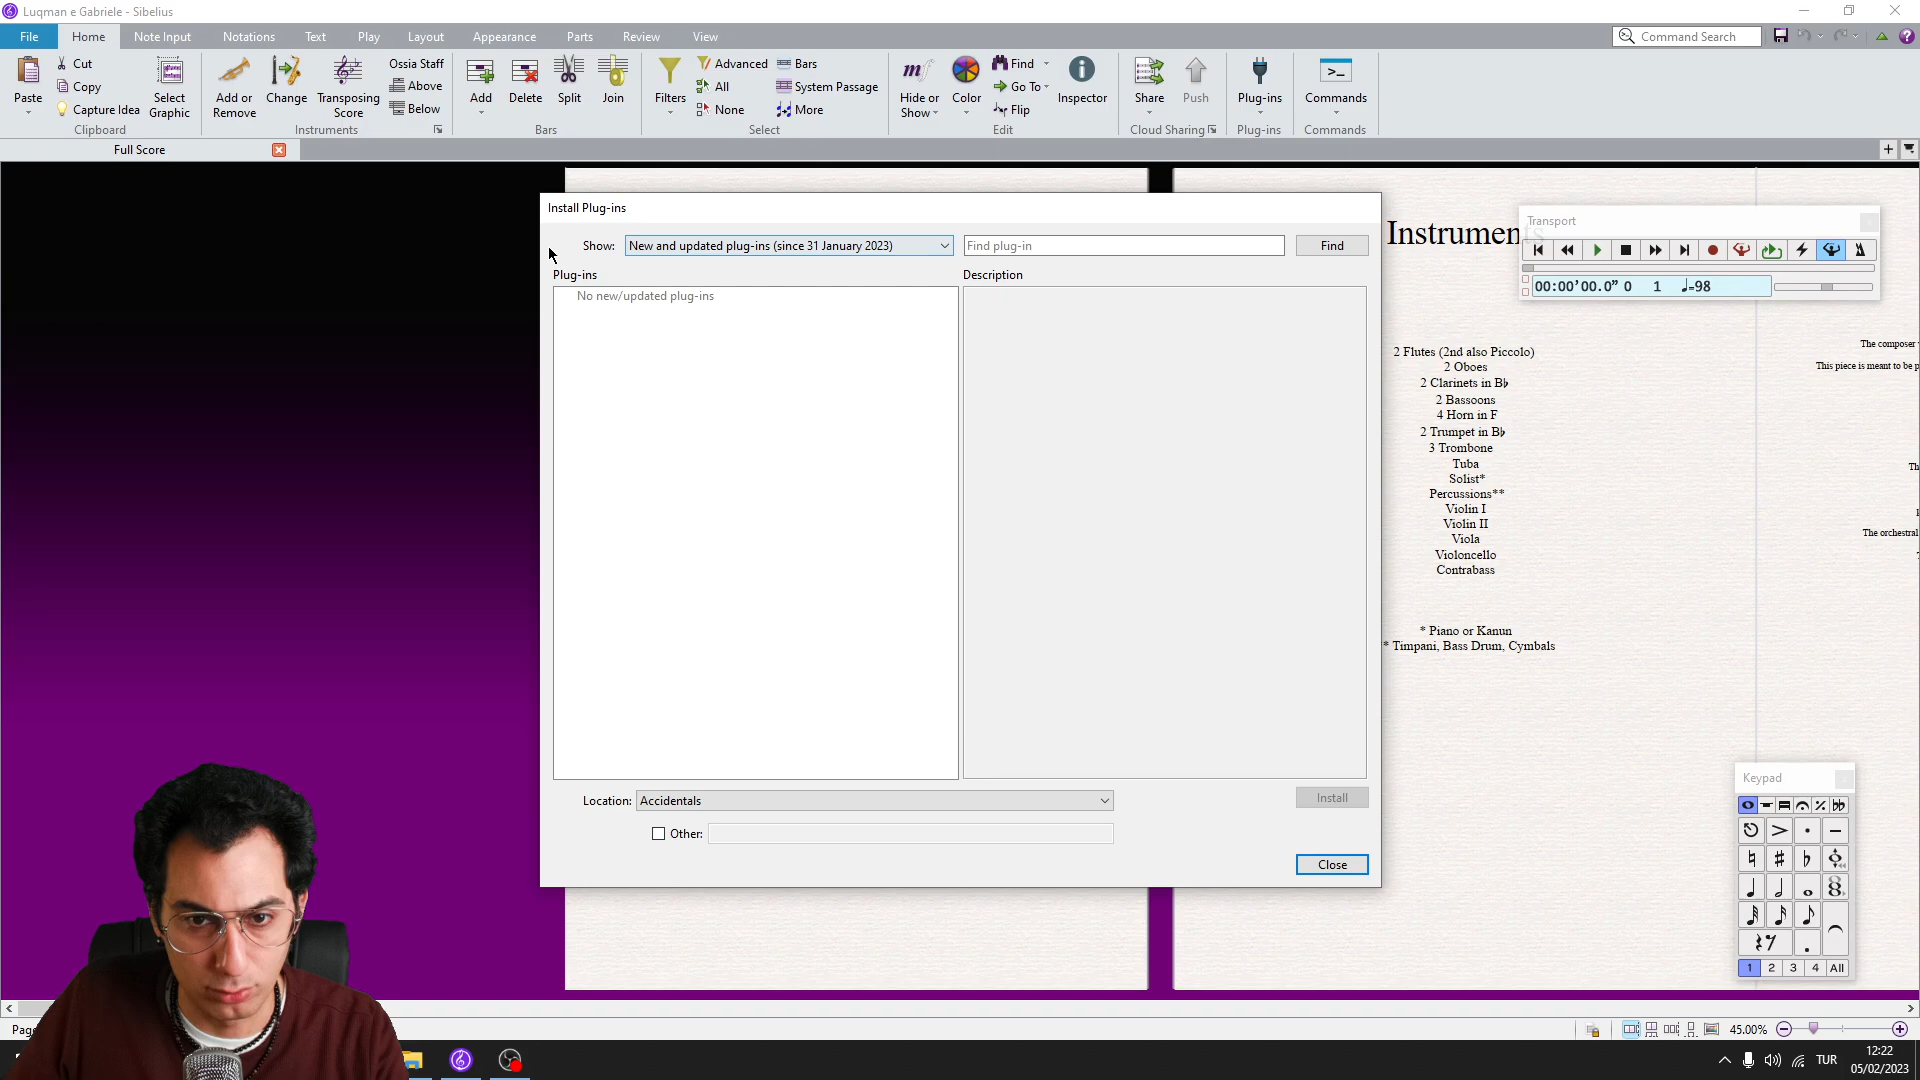 Luqman e Gabriele - Sibelius
File Home Note Input Notations Text Play Layout Appearance Parts Review View Command Search
Cut Ossia Staff Advanced Bars Find
Copy Above All System Passage Go To
Capture Idea Below None More Flip
Paste Select Graphic Add or Remove Change Transposing Score Add Delete Split Join Filters Hide or Show Color Inspector Share Push Plug-ins Commands
Clipboard Instruments Bars Select Edit Cloud Sharing Plug-ins Commands
Full Score
Install Plug-ins
Show: New and updated plug-ins (since 31 January 2023) Find plug-in Find
Plug-ins Description
No new/updated plug-ins
Location: Accidentals Install
Other:
Close
Instruments
Transport
00:00'00.0" 0 1 ♩=98
2 Flutes (2nd also Piccolo)
2 Oboes
2 Clarinets in B♭
2 Bassoons
4 Horn in F
2 Trumpet in B♭
3 Trombone
Tuba
Solist*
Percussions**
Violin I
Violin II
Viola
Violoncello
Contrabass
* Piano or Kanun
* Timpani, Bass Drum, Cymbals
The composer
This piece is meant to be p
Th
The orchestral
Keypad
1 2 3 4 All
Page
45.00%
TUR
12:22
05/02/2023